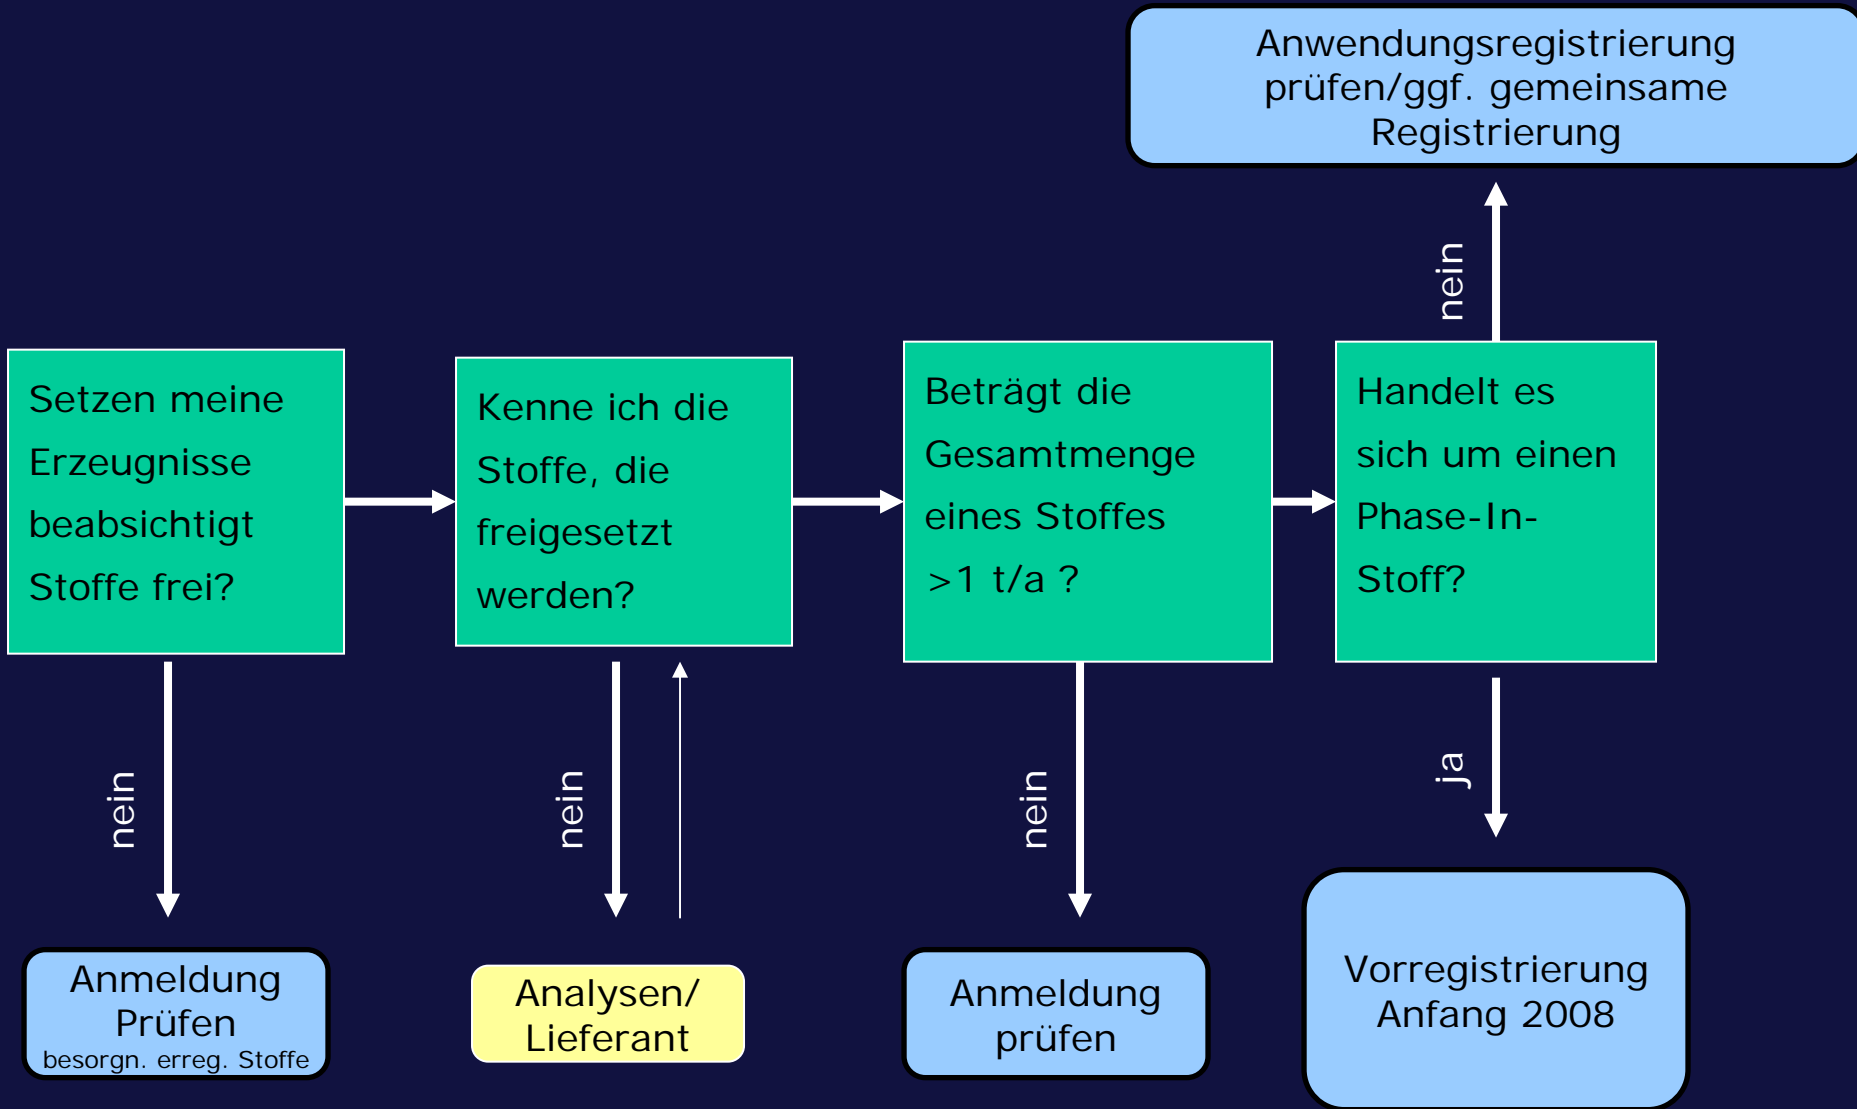 Anwendungsregistrierung
prüfen/ggf. gemeinsame
Registrierung
nein
Setzen meine
Erzeugnisse
beabsichtigt
Stoffe frei?
Kenne ich die
Stoffe, die
freigesetzt
werden?
Beträgt die
Gesamtmenge
eines Stoffes
>1 t/a ?
Handelt es
sich um einen
Phase-In-
Stoff?
nein
nein
nein
ja
Anmeldung
Prüfen
besorgn. erreg. Stoffe
Analysen/
Lieferant
Anmeldung
prüfen
Vorregistrierung
Anfang 2008